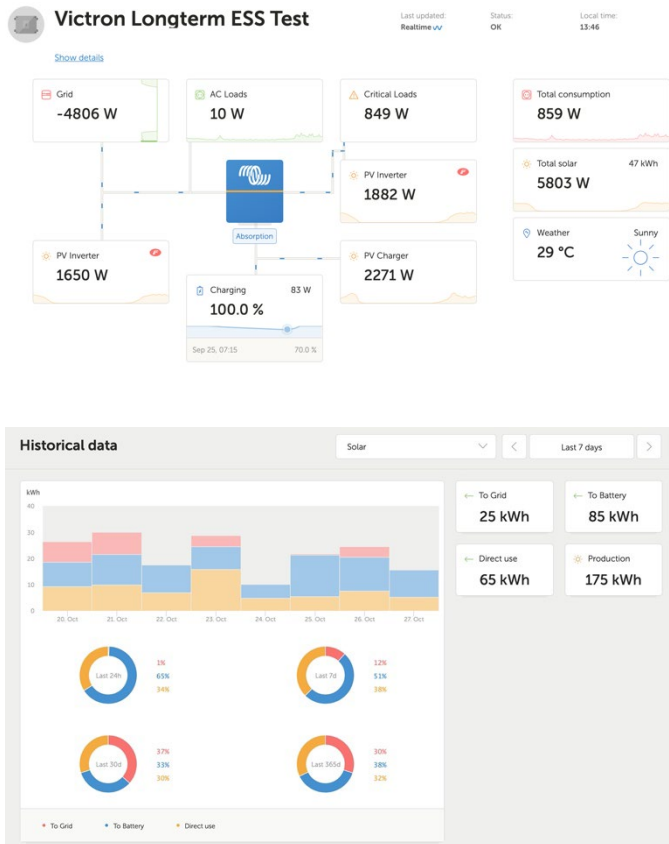 Victron Longterm ESS Test
Last updated:
Realtime
Status:
OK
Local time:
13:46
Show details
Grid
-4806 W
AC Loads
10 W
Critical Loads
849 W
Total consumption
859 W
PV Inverter
1882 W
Total solar
47 kWh
5803 W
Absorption
PV Inverter
1650 W
PV Charger
2271 W
Weather
Sunny
29 °C
Charging
83 W
100.0 %
Sep 25, 07:15
70.0 %
Historical data
Solar
Last 7 days
kWh
40
30
20
10
0
20. Oct
21. Oct
22. Oct
23. Oct
24. Oct
25. Oct
26. Oct
27. Oct
To Grid
25 kWh
To Battery
85 kWh
Direct use
65 kWh
Production
175 kWh
Last 24h
1%
65%
34%
Last 7d
12%
51%
38%
Last 30d
37%
33%
30%
Last 365d
30%
38%
32%
To Grid
To Battery
Direct use